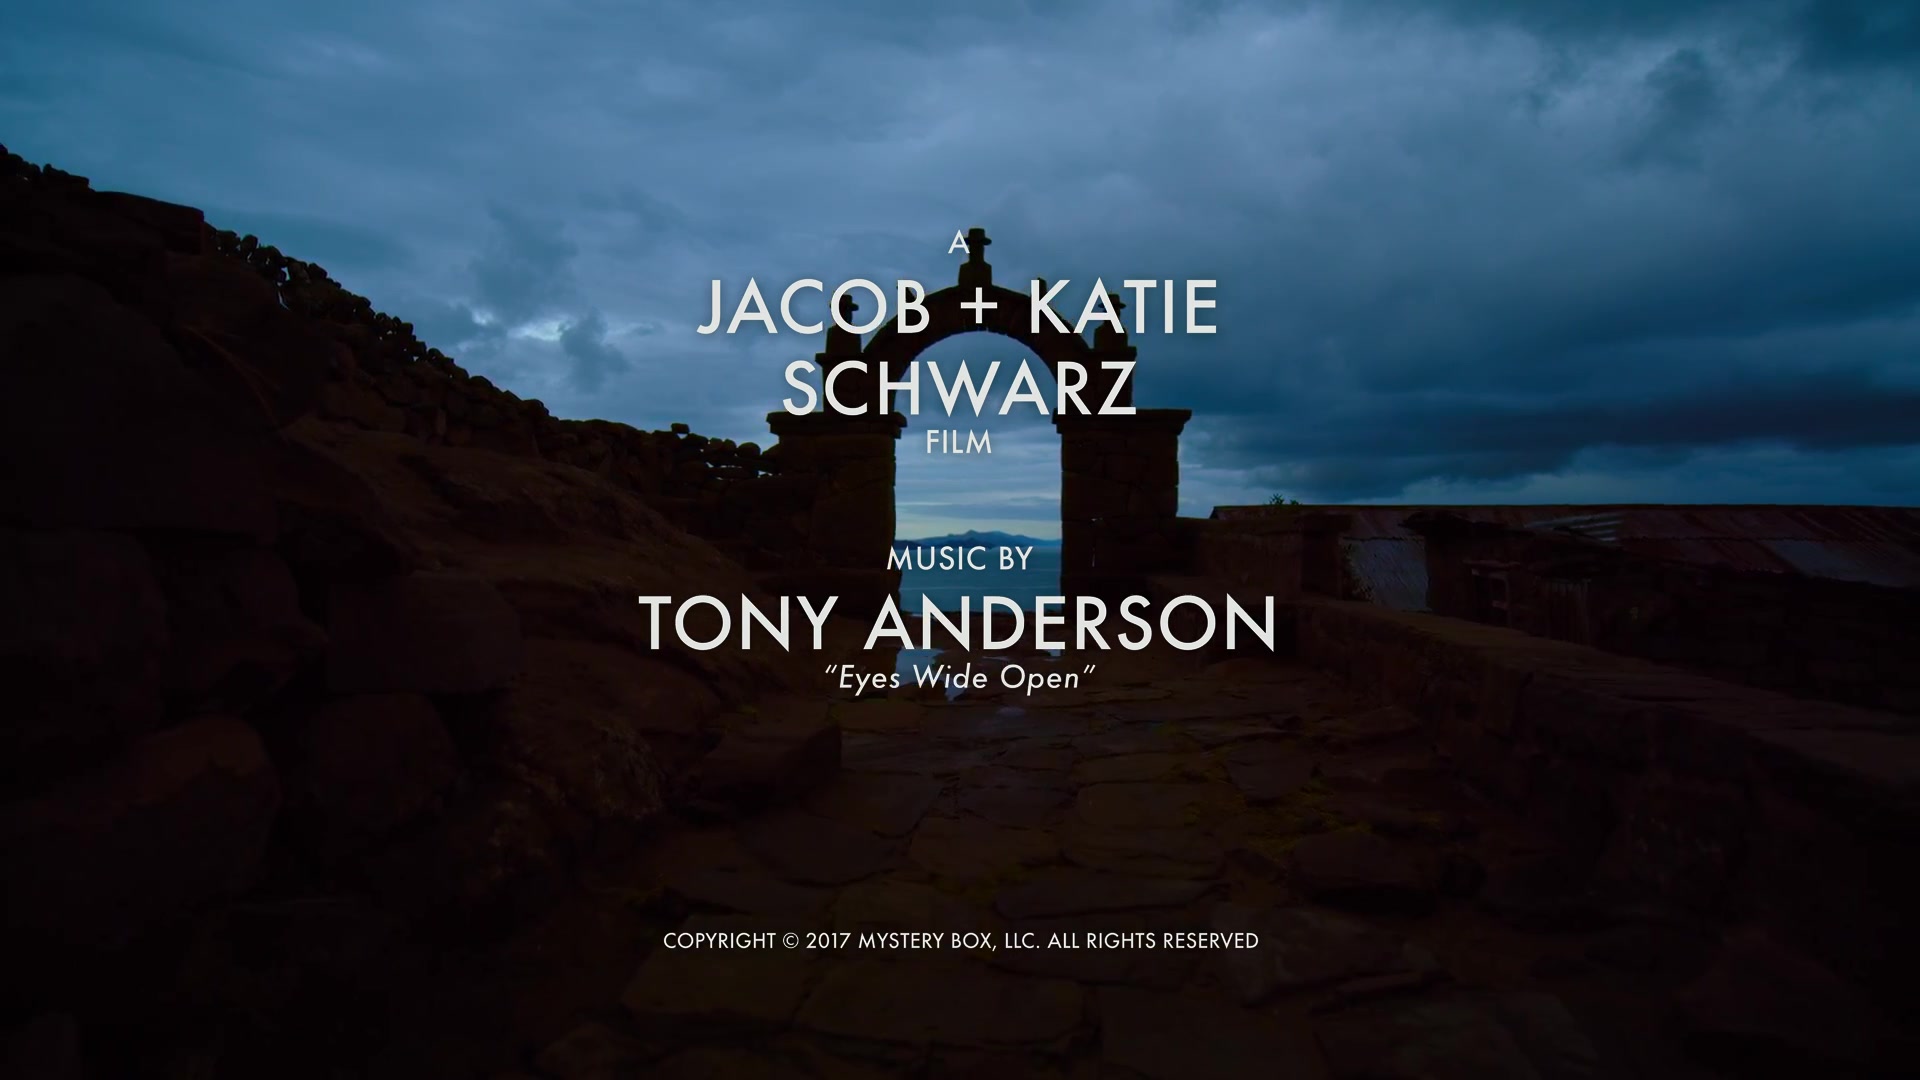 A
JACOB + KATIE
SCHWARZ
FILM
MUSIC BY
TONY ANDERSON
“Eyes Wide Open”
COPYRIGHT © 2017 MYSTERY BOX, LLC. ALL RIGHTS RESERVED